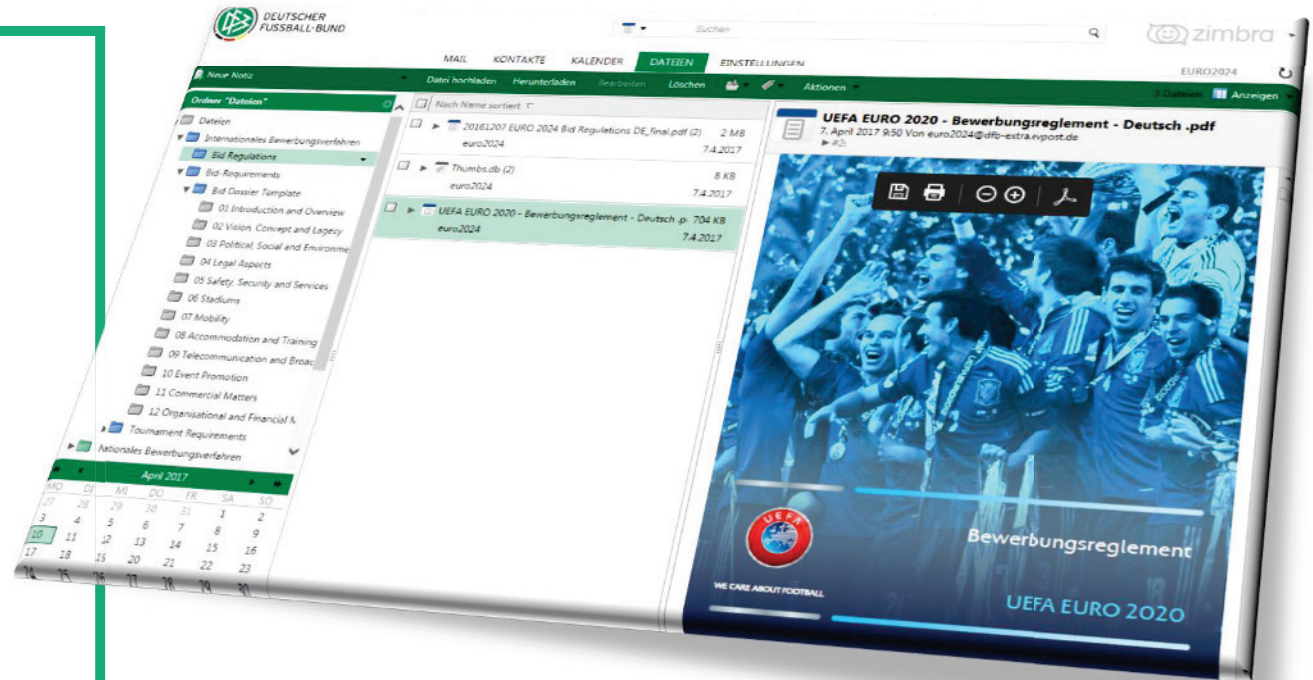 DEUTSCHER
FUSSBALL-BUND
Suchen
zimbra
MAIL KONTAKTE KALENDER DATEIEN EINSTELLUNGEN
EURO2024
Neue Notiz
Datei hochladen Herunterladen Bearbeiten Löschen Aktionen
3 Dateien Anzeigen
Ordner "Dateien"
Dateien
Internationales Bewerbungsverfahren
Bid Regulations
Bid-Requirements
Bid Dossier Template
01 Introduction and Overview
02 Vision, Concept and Lagecy
03 Political, Social and Environme
04 Legal Aspects
05 Safety, Security and Services
06 Stadiums
07 Mobility
08 Accommodation and Training
09 Telecommunication and Broac
10 Event Promotion
11 Commercial Matters
12 Organisational and Financial M
Tournament Requirements
Nationales Bewerbungsverfahren
April 2017
MO DI MI DO FR SA SO
27 28 29 30 31 1 2
3 4 5 6 7 8 9
10 11 12 13 14 15 16
17 18 19 20 21 22 23
24 25 26 27 28 29 30
Nach Name sortiert
20161207 EURO 2024 Bid Regulations DE_final.pdf (2) 2 MB
euro2024 7.4.2017
Thumbs.db (2) 8 KB
euro2024 7.4.2017
UEFA EURO 2020 - Bewerbungsreglement - Deutsch .p 704 KB
euro2024 7.4.2017
UEFA EURO 2020 - Bewerbungsreglement - Deutsch .pdf
7. April 2017 9:50 Von euro2024@dfb-extra.evpost.de
UEFA
WE CARE ABOUT FOOTBALL
Bewerbungsreglement
UEFA EURO 2020